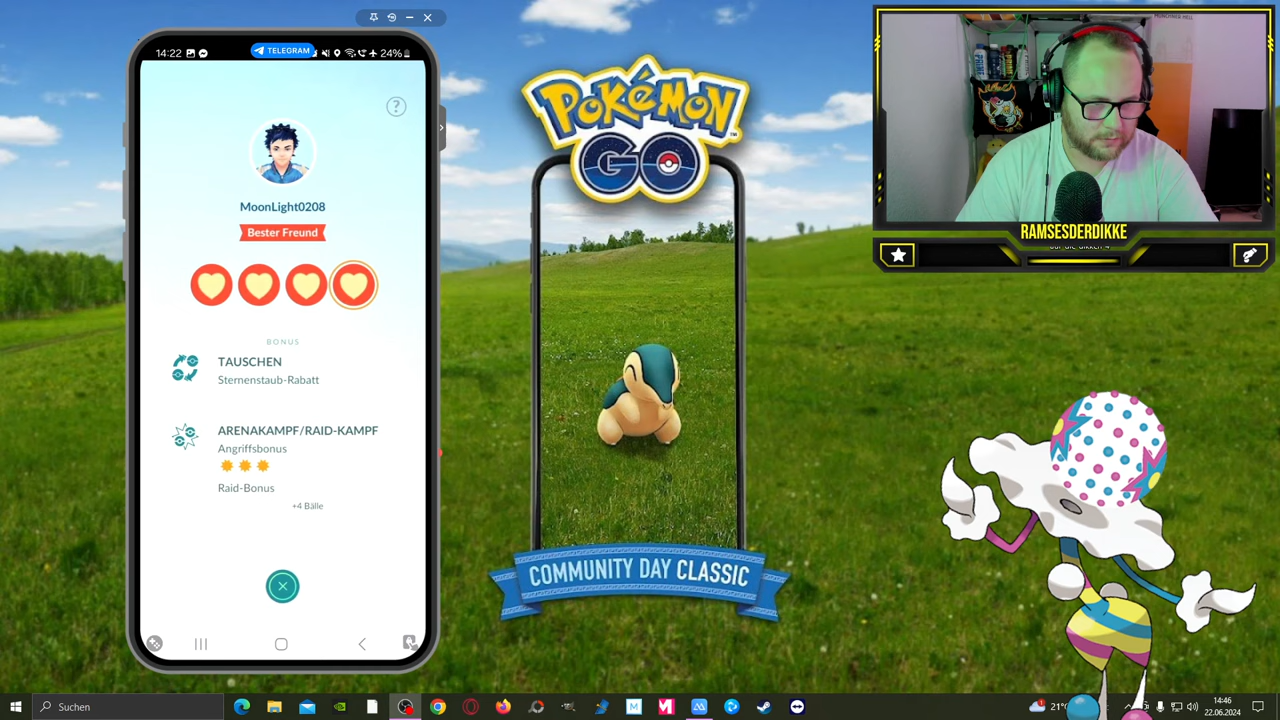 14:22
TELEGRAM
24%
?
MoonLight0208
Bester Freund
BONUS
TAUSCHEN
Sternenstaub-Rabatt
ARENAKAMPF/RAID-KAMPF
Angriffsbonus
Raid-Bonus
+4 Bälle
POKÉMON
GO
COMMUNITY DAY CLASSIC
RAMSESDERDIKKE
Suchen
21°
14:46
22.06.2024